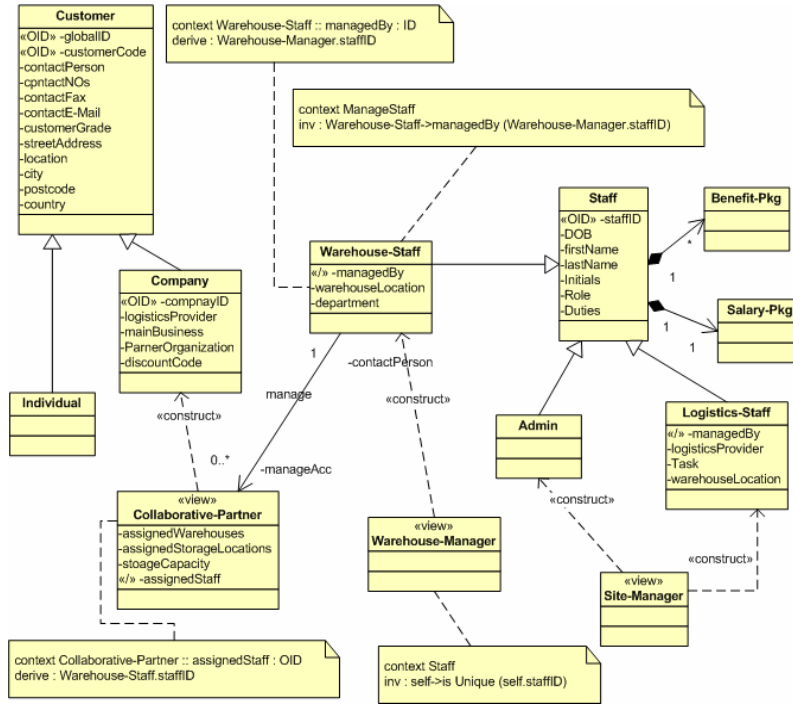 Customer
«OID» -globalID
«OID» -customerCode
-contactPerson
-cpntactNOs
-contactFax
-contactE-Mail
-customerGrade
-streetAddress
-location
-city
-postcode
-country
context Warehouse-Staff :: managedBy : ID
derive : Warehouse-Manager.staffID
context ManageStaff
inv : Warehouse-Staff->managedBy (Warehouse-Manager.staffID)
Staff
«OID» -staffID
-DOB
-firstName
-lastName
-Initials
-Role
-Duties
Benefit-Pkg
*
1
Salary-Pkg
1
1
Warehouse-Staff
«/» -managedBy
-warehouseLocation
-department
Company
«OID» -compnayID
-logisticsProvider
-mainBusiness
-ParnerOrganization
-discountCode
1
-contactPerson
manage
«construct»
Individual
«construct»
0..*
-manageAcc
Admin
Logistics-Staff
«/» -managedBy
-logisticsProvider
-Task
-warehouseLocation
«construct»
«construct»
«view»
Collaborative-Partner
-assignedWarehouses
-assignedStorageLocations
-stoageCapacity
«/» -assignedStaff
«view»
Warehouse-Manager
«view»
Site-Manager
context Collaborative-Partner :: assignedStaff : OID
derive : Warehouse-Staff.staffID
context Staff
inv : self->is Unique (self.staffID)